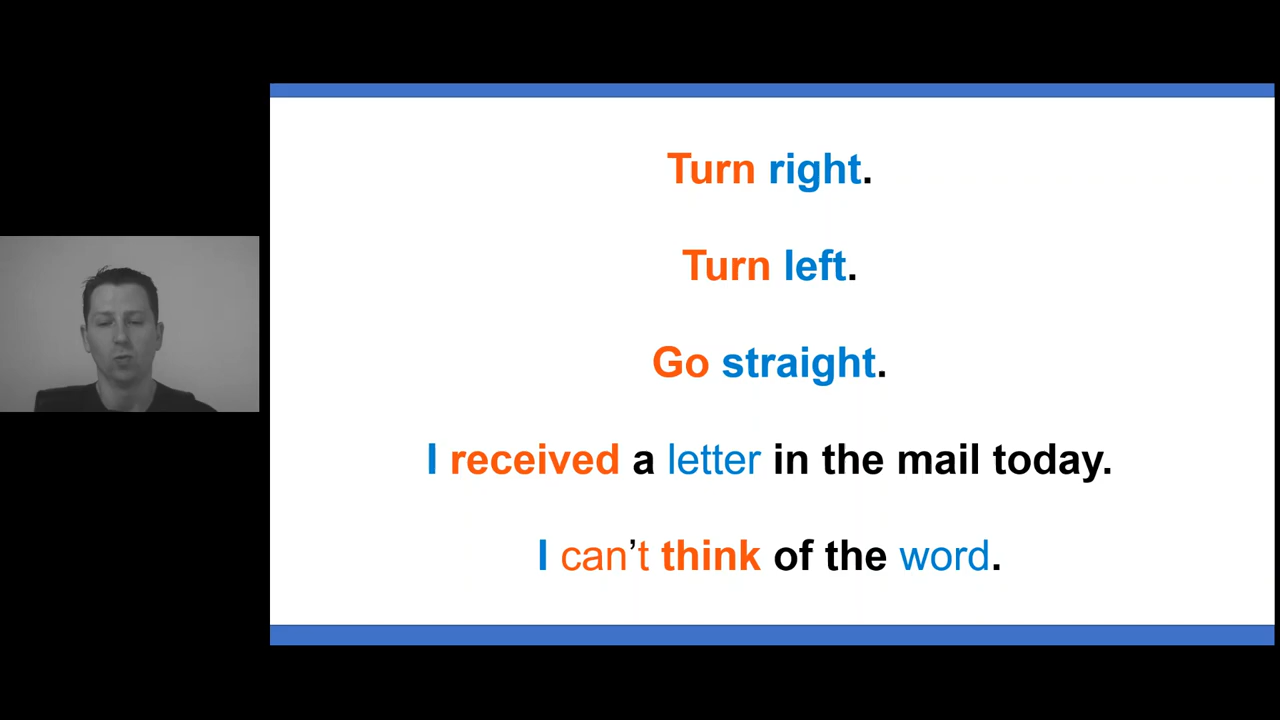 Turn right.
Turn left.
Go straight.
I received a letter in the mail today.
I can’t think of the word.